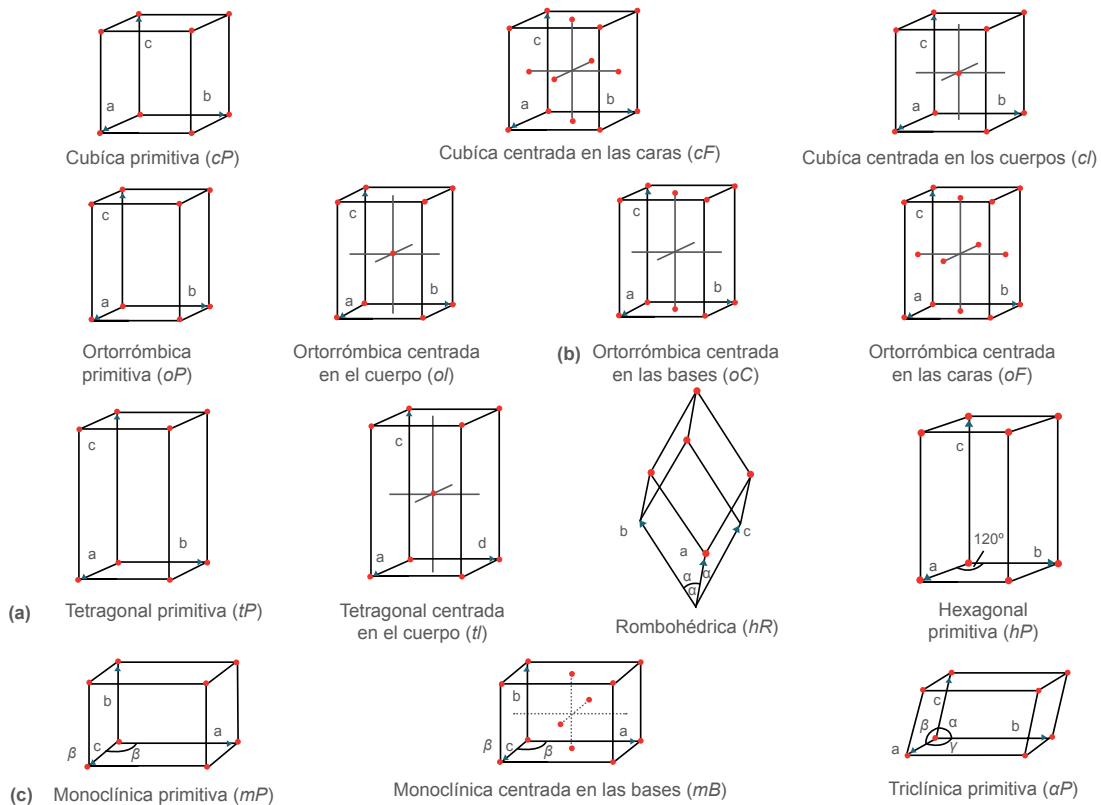 c
a
b
Cubíca primitiva (cP)
c
a
b
Cubíca centrada en las caras (cF)
c
a
b
Cubíca centrada en los cuerpos (cI)
c
a
b
Ortorrómbica
primitiva (oP)
c
a
b
Ortorrómbica centrada
en el cuerpo (oI)
c
a
b
(b) Ortorrómbica centrada
en las bases (oC)
c
a
b
Ortorrómbica centrada
en las caras (oF)
c
a
b
(a) Tetragonal primitiva (tP)
c
a
d
Tetragonal centrada
en el cuerpo (tI)
b
a
c
α
α
α
Rombohédrica (hR)
c
120º
a
b
Hexagonal
primitiva (hP)
b
a
c
β
β
(c) Monoclínica primitiva (mP)
b
a
c
β
β
Monoclínica centrada en las bases (mB)
c
β
α
b
a
γ
Triclínica primitiva (αP)